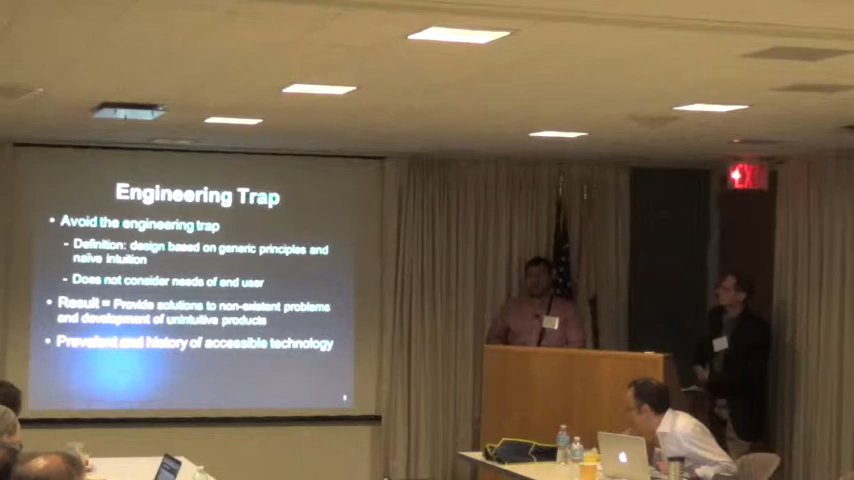 Engineering Trap
• Avoid the engineering trap
– Definition: design based on generic principles and
naïve intuition
– Does not consider needs of end user
• Result = Provide solutions to non-existent problems
and development of unintuitive products
• Prevalent and history of accessible technology
EXIT